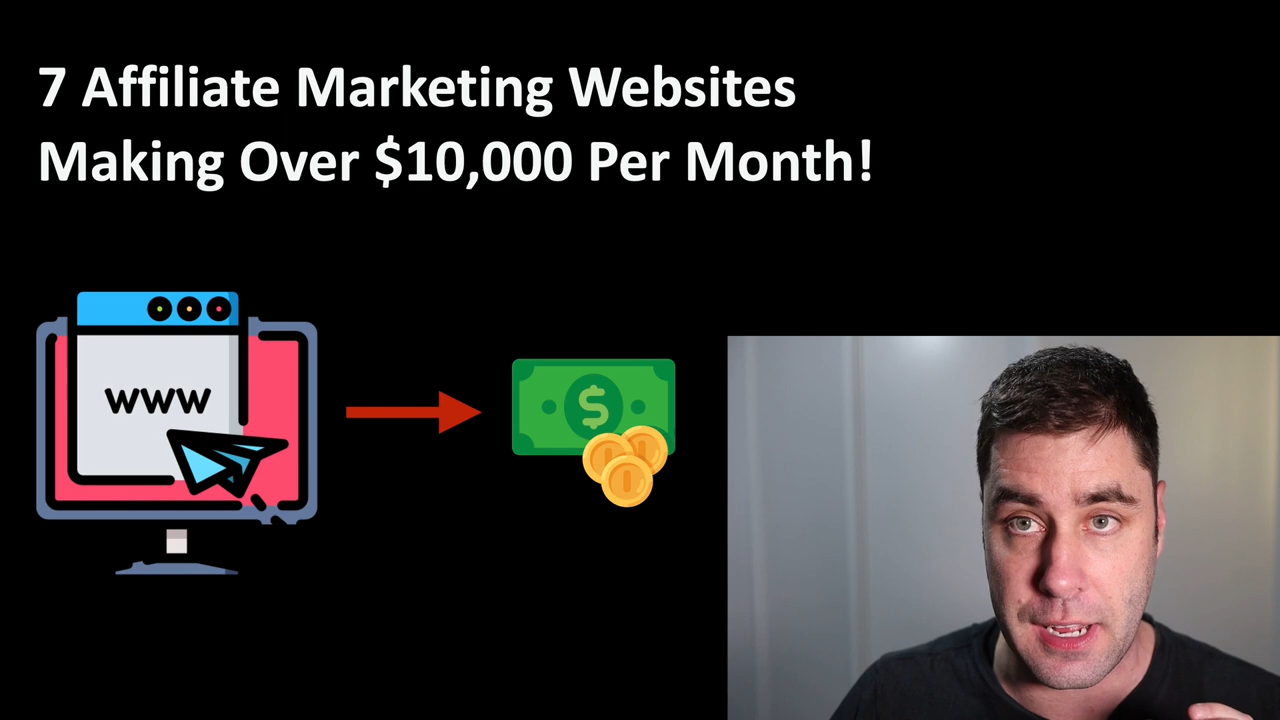 7 Affiliate Marketing Websites
Making Over $10,000 Per Month!
www
$